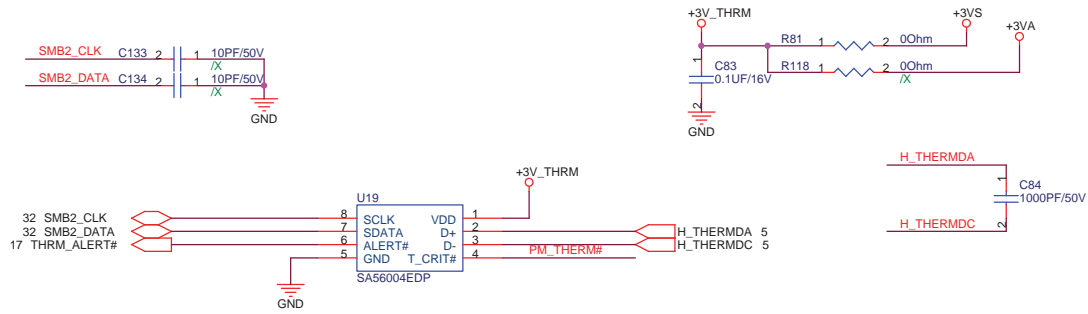 +3V_THRM
+3VS
+3VA
SMB2_CLK C133 2 1 10PF/50V
/X
SMB2_DATA C134 2 1 10PF/50V
/X
GND
R81 1 2 0Ohm
R118 1 2 0Ohm
/X
1
C83
0.1UF/16V
2
GND
H_THERMDA
1
C84
1000PF/50V
H_THERMDC
2
+3V_THRM
U19
32 SMB2_CLK 8 SCLK VDD 1
32 SMB2_DATA 7 SDATA D+ 2 H_THERMDA 5
17 THRM_ALERT# 6 ALERT# D- 3 H_THERMDC 5
5 GND T_CRIT# 4 PM_THERM#
SA56004EDP
GND